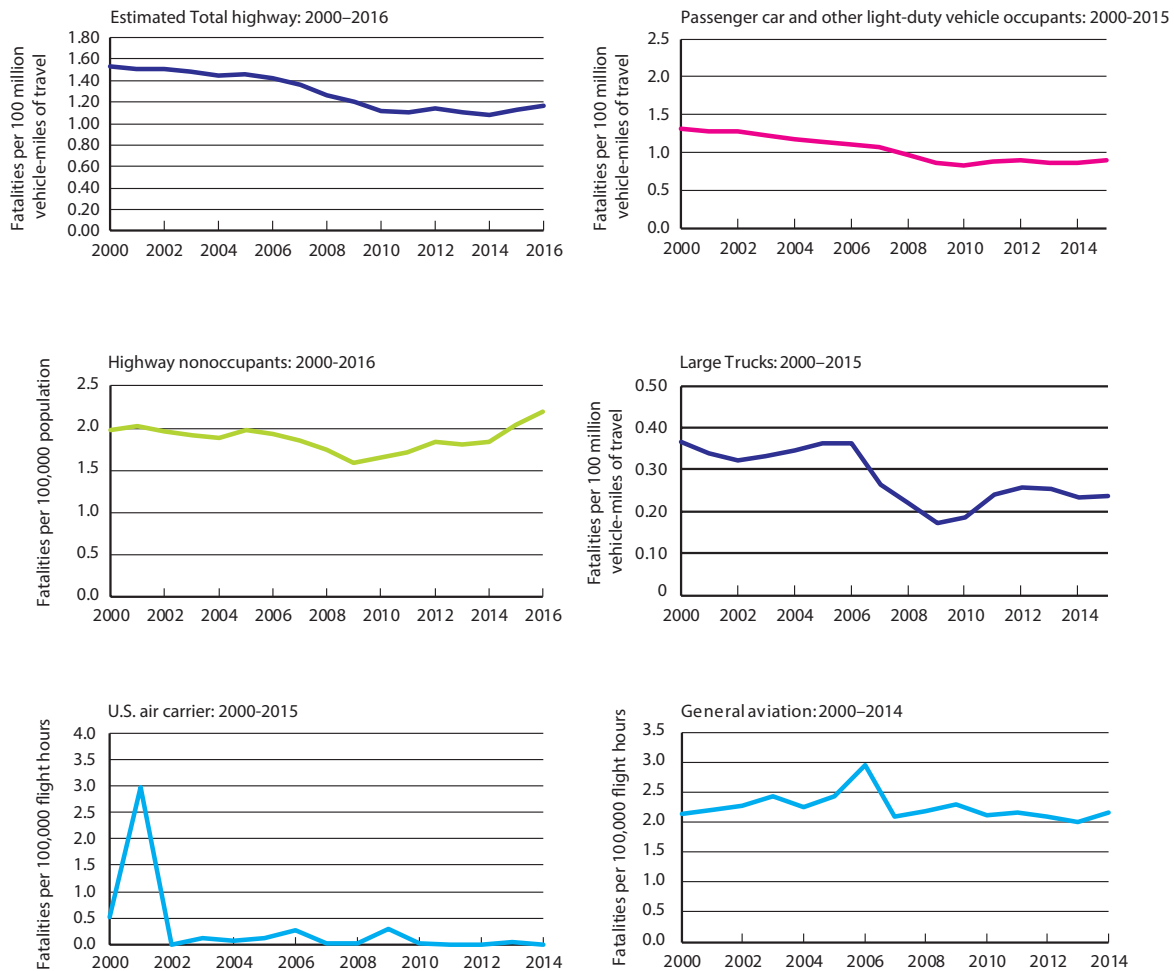 Estimated Total highway: 2000–2016
Fatalities per 100 million
vehicle-miles of travel
1.80
1.60
1.40
1.20
1.00
0.80
0.60
0.40
0.20
0.00
2000 2002 2004 2006 2008 2010 2012 2014 2016
Passenger car and other light-duty vehicle occupants: 2000-2015
Fatalities per 100 million
vehicle-miles of travel
2.5
2.0
1.5
1.0
0.5
0.0
2000 2002 2004 2006 2008 2010 2012 2014
Highway nonoccupants: 2000-2016
Fatalities per 100,000 population
2.5
2.0
1.5
1.0
0.5
0.0
2000 2002 2004 2006 2008 2010 2012 2014 2016
Large Trucks: 2000–2015
Fatalities per 100 million
vehicle-miles of travel
0.50
0.40
0.30
0.20
0.10
0
2000 2002 2004 2006 2008 2010 2012 2014
U.S. air carrier: 2000-2015
Fatalities per 100,000 flight hours
4.0
3.5
3.0
2.5
2.0
1.5
1.0
0.5
0.0
2000 2002 2004 2006 2008 2010 2012 2014
General aviation: 2000–2014
Fatalities per 100,000 flight hours
3.5
3.0
2.5
2.0
1.5
1.0
0.5
0.0
2000 2002 2004 2006 2008 2010 2012 2014